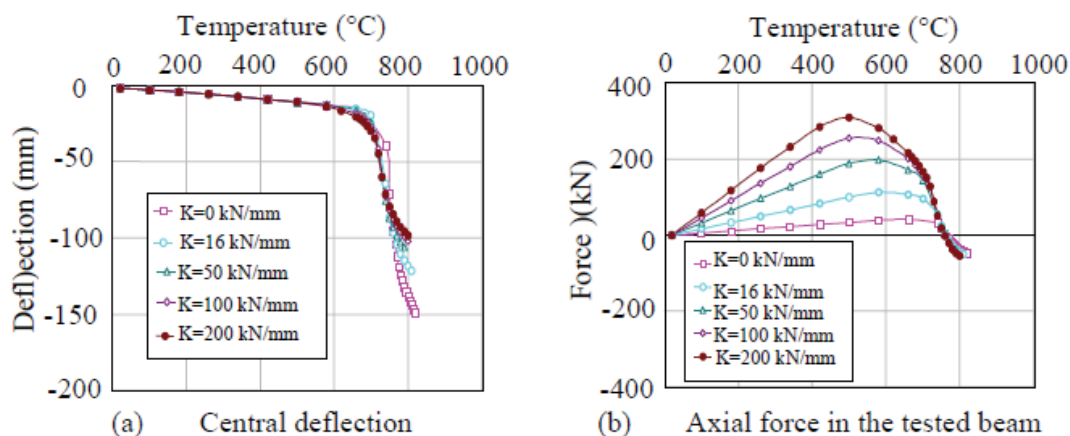 Temperature (°C)
0 200 400 600 800 1000
0
-50
-100
-150
-200
Defl)ection (mm)
K=0 kN/mm
K=16 kN/mm
K=50 kN/mm
K=100 kN/mm
K=200 kN/mm
(a) Central deflection
Temperature (°C)
0 200 400 600 800 1000
400
200
0
-200
-400
Force )(kN)
K=0 kN/mm
K=16 kN/mm
K=50 kN/mm
K=100 kN/mm
K=200 kN/mm
(b) Axial force in the tested beam